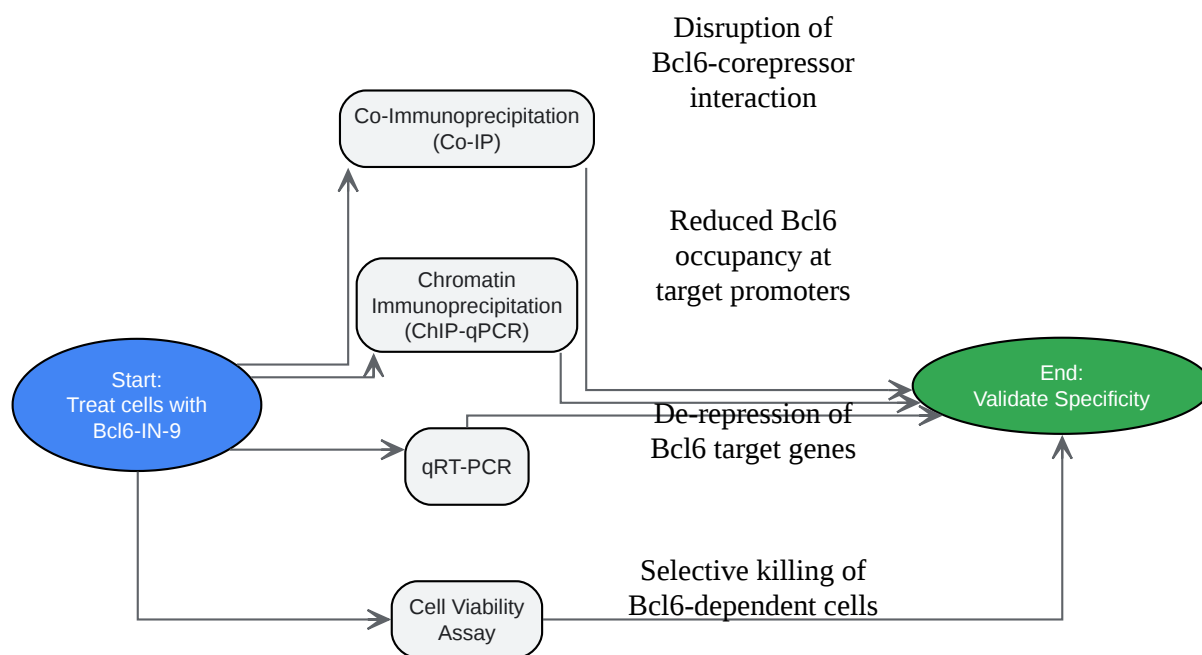 Disruption of
Bcl6-corepressor
interaction
Co-Immunoprecipitation
(Co-IP)
Reduced Bcl6
occupancy at
target promoters
Chromatin
Immunoprecipitation
(ChIP-qPCR)
Start:
Treat cells with
Bcl6-IN-9
End:
Validate Specificity
De-repression of
Bcl6 target genes
qRT-PCR
Selective killing of
Bcl6-dependent cells
Cell Viability
Assay